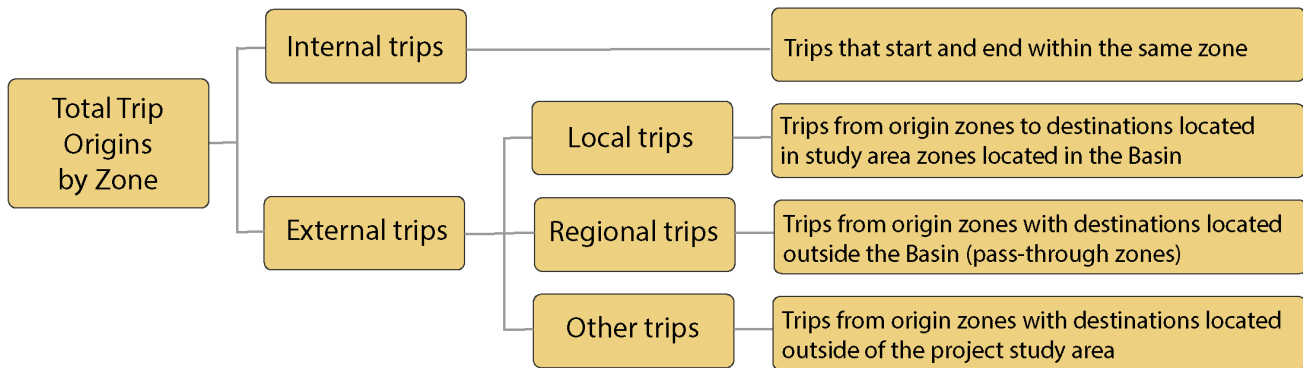 Total Trip
Origins
by Zone
Internal trips
Trips that start and end within the same zone
External trips
Local trips
Trips from origin zones to destinations located
in study area zones located in the Basin
Regional trips
Trips from origin zones with destinations located
outside the Basin (pass-through zones)
Other trips
Trips from origin zones with destinations located
outside of the project study area